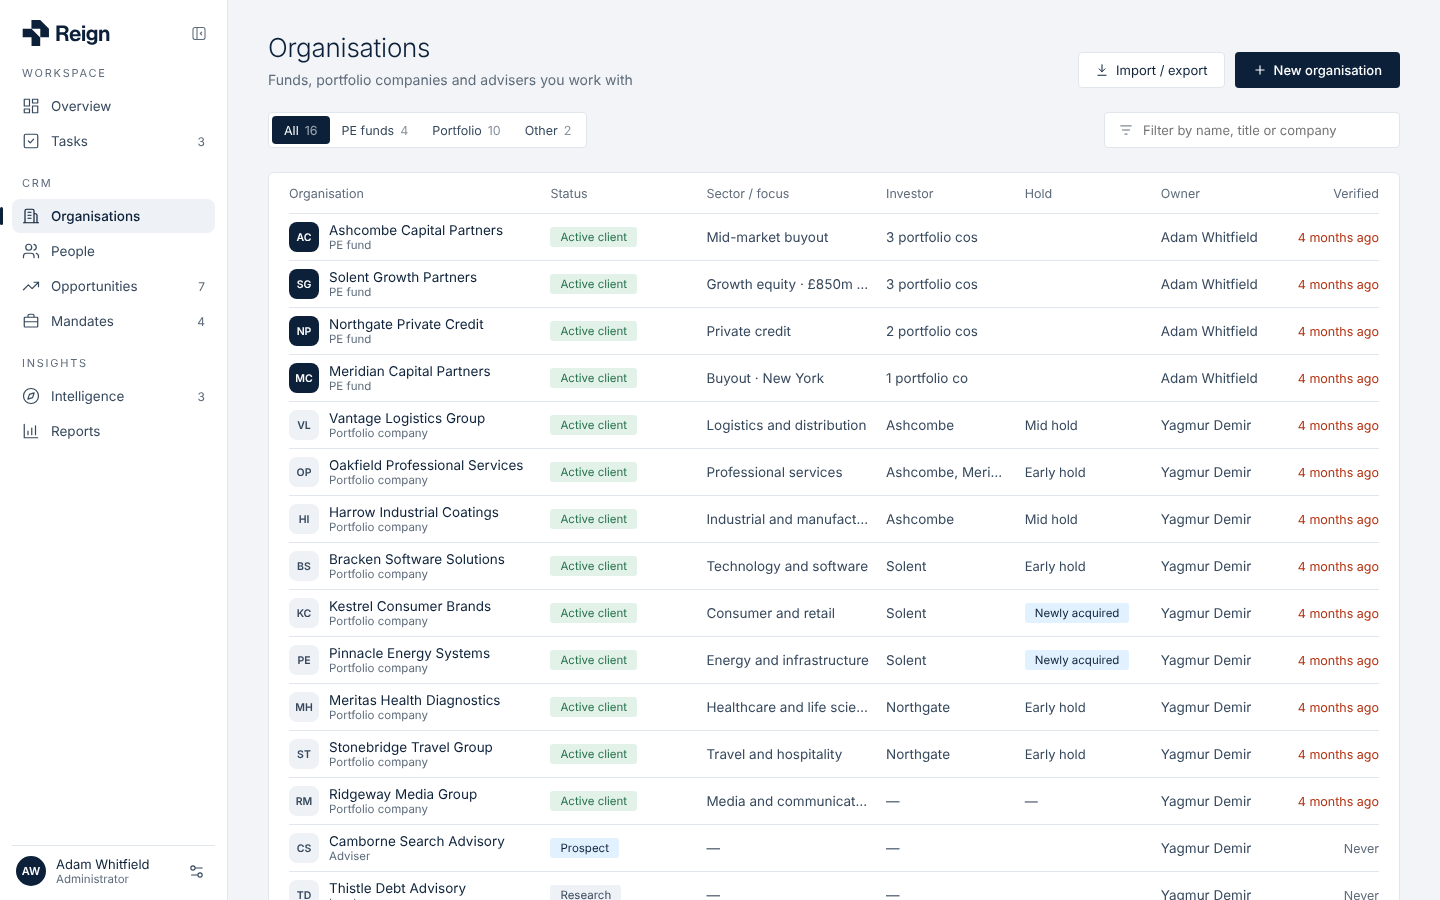 Reign
WORKSPACE
Overview
Tasks 3
CRM
Organisations
People
Opportunities 7
Mandates 4
INSIGHTS
Intelligence 3
Reports
AW Adam Whitfield
Administrator
Organisations
Funds, portfolio companies and advisers you work with
Import / export
New organisation
All 16 PE funds 4 Portfolio 10 Other 2
Filter by name, title or company
Organisation Status Sector / focus Investor Hold Owner Verified
AC Ashcombe Capital Partners Active client Mid-market buyout 3 portfolio cos Adam Whitfield 4 months ago
PE fund
SG Solent Growth Partners Active client Growth equity · £850m ... 3 portfolio cos Adam Whitfield 4 months ago
PE fund
NP Northgate Private Credit Active client Private credit 2 portfolio cos Adam Whitfield 4 months ago
PE fund
MC Meridian Capital Partners Active client Buyout · New York 1 portfolio co Adam Whitfield 4 months ago
PE fund
VL Vantage Logistics Group Active client Logistics and distribution Ashcombe Mid hold Yagmur Demir 4 months ago
Portfolio company
OP Oakfield Professional Services Active client Professional services Ashcombe, Meri... Early hold Yagmur Demir 4 months ago
Portfolio company
HI Harrow Industrial Coatings Active client Industrial and manufact... Ashcombe Mid hold Yagmur Demir 4 months ago
Portfolio company
BS Bracken Software Solutions Active client Technology and software Solent Early hold Yagmur Demir 4 months ago
Portfolio company
KC Kestrel Consumer Brands Active client Consumer and retail Solent Newly acquired Yagmur Demir 4 months ago
Portfolio company
PE Pinnacle Energy Systems Active client Energy and infrastructure Solent Newly acquired Yagmur Demir 4 months ago
Portfolio company
MH Meritas Health Diagnostics Active client Healthcare and life scie... Northgate Early hold Yagmur Demir 4 months ago
Portfolio company
ST Stonebridge Travel Group Active client Travel and hospitality Northgate Early hold Yagmur Demir 4 months ago
Portfolio company
RM Ridgeway Media Group Active client Media and communicat... — — Yagmur Demir 4 months ago
Portfolio company
CS Camborne Search Advisory Prospect — — Yagmur Demir Never
Adviser
TD Thistle Debt Advisory Research — — Yagmur Demir Never